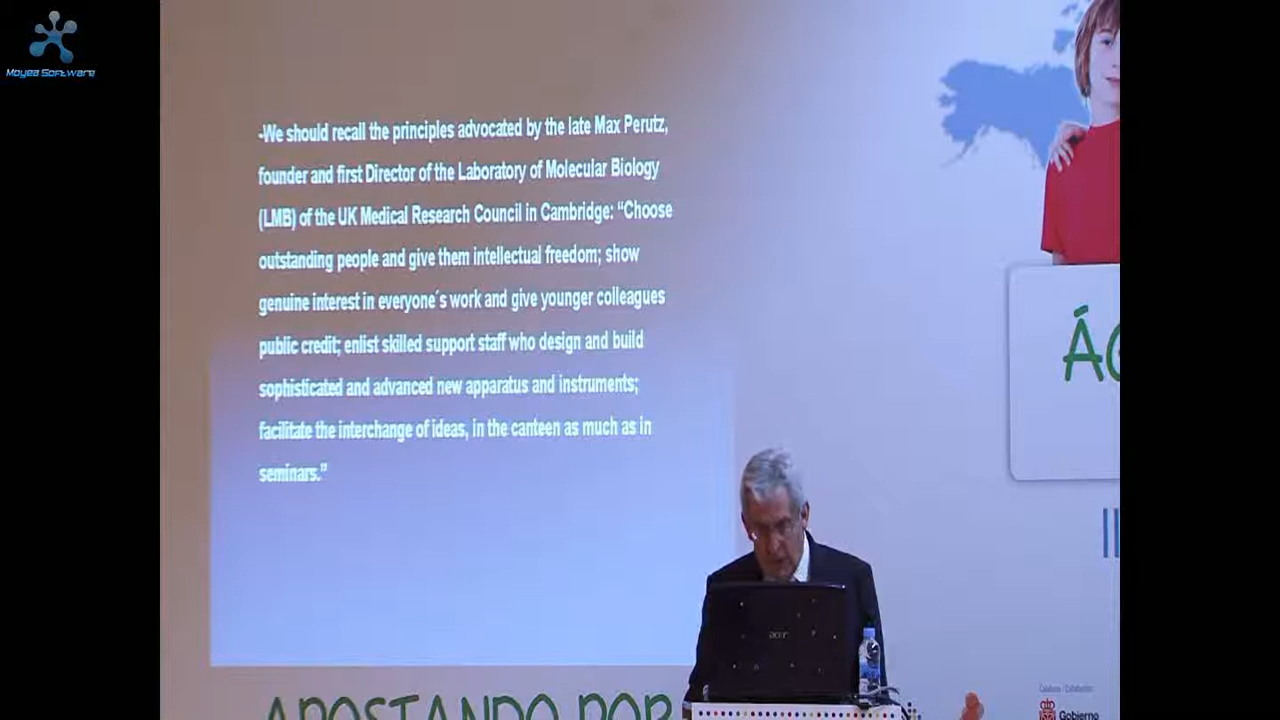 Moyea Software
-We should recall the principles advocated by the late Max Perutz,
founder and first Director of the Laboratory of Molecular Biology
(LMB) of the UK Medical Research Council in Cambridge: “Choose
outstanding people and give them intellectual freedom; show
genuine interest in everyone´s work and give younger colleagues
public credit; enlist skilled support staff who design and build
sophisticated and advanced new apparatus and instruments;
facilitate the interchange of ideas, in the canteen as much as in
seminars.”
acer
APOSTANDO POR
Gobierno